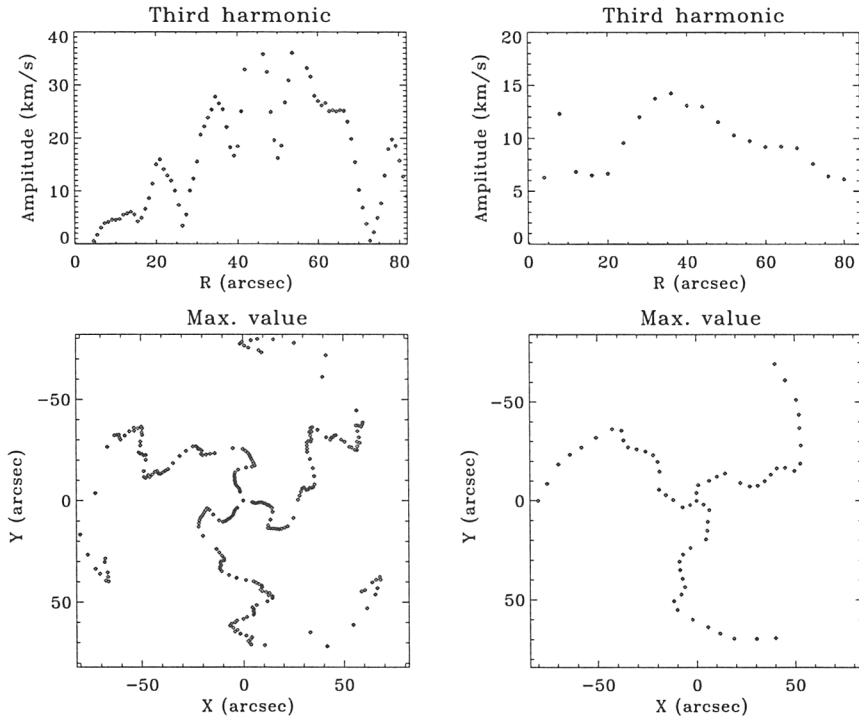 Third harmonic
Amplitude (km/s)
40
30
20
10
0
0 20 40 60 80
R (arcsec)
Third harmonic
Amplitude (km/s)
20
15
10
5
0
0 20 40 60 80
R (arcsec)
Max. value
Y (arcsec)
−50
0
50
−50 0 50
X (arcsec)
Max. value
Y (arcsec)
−50
0
50
−50 0 50
X (arcsec)